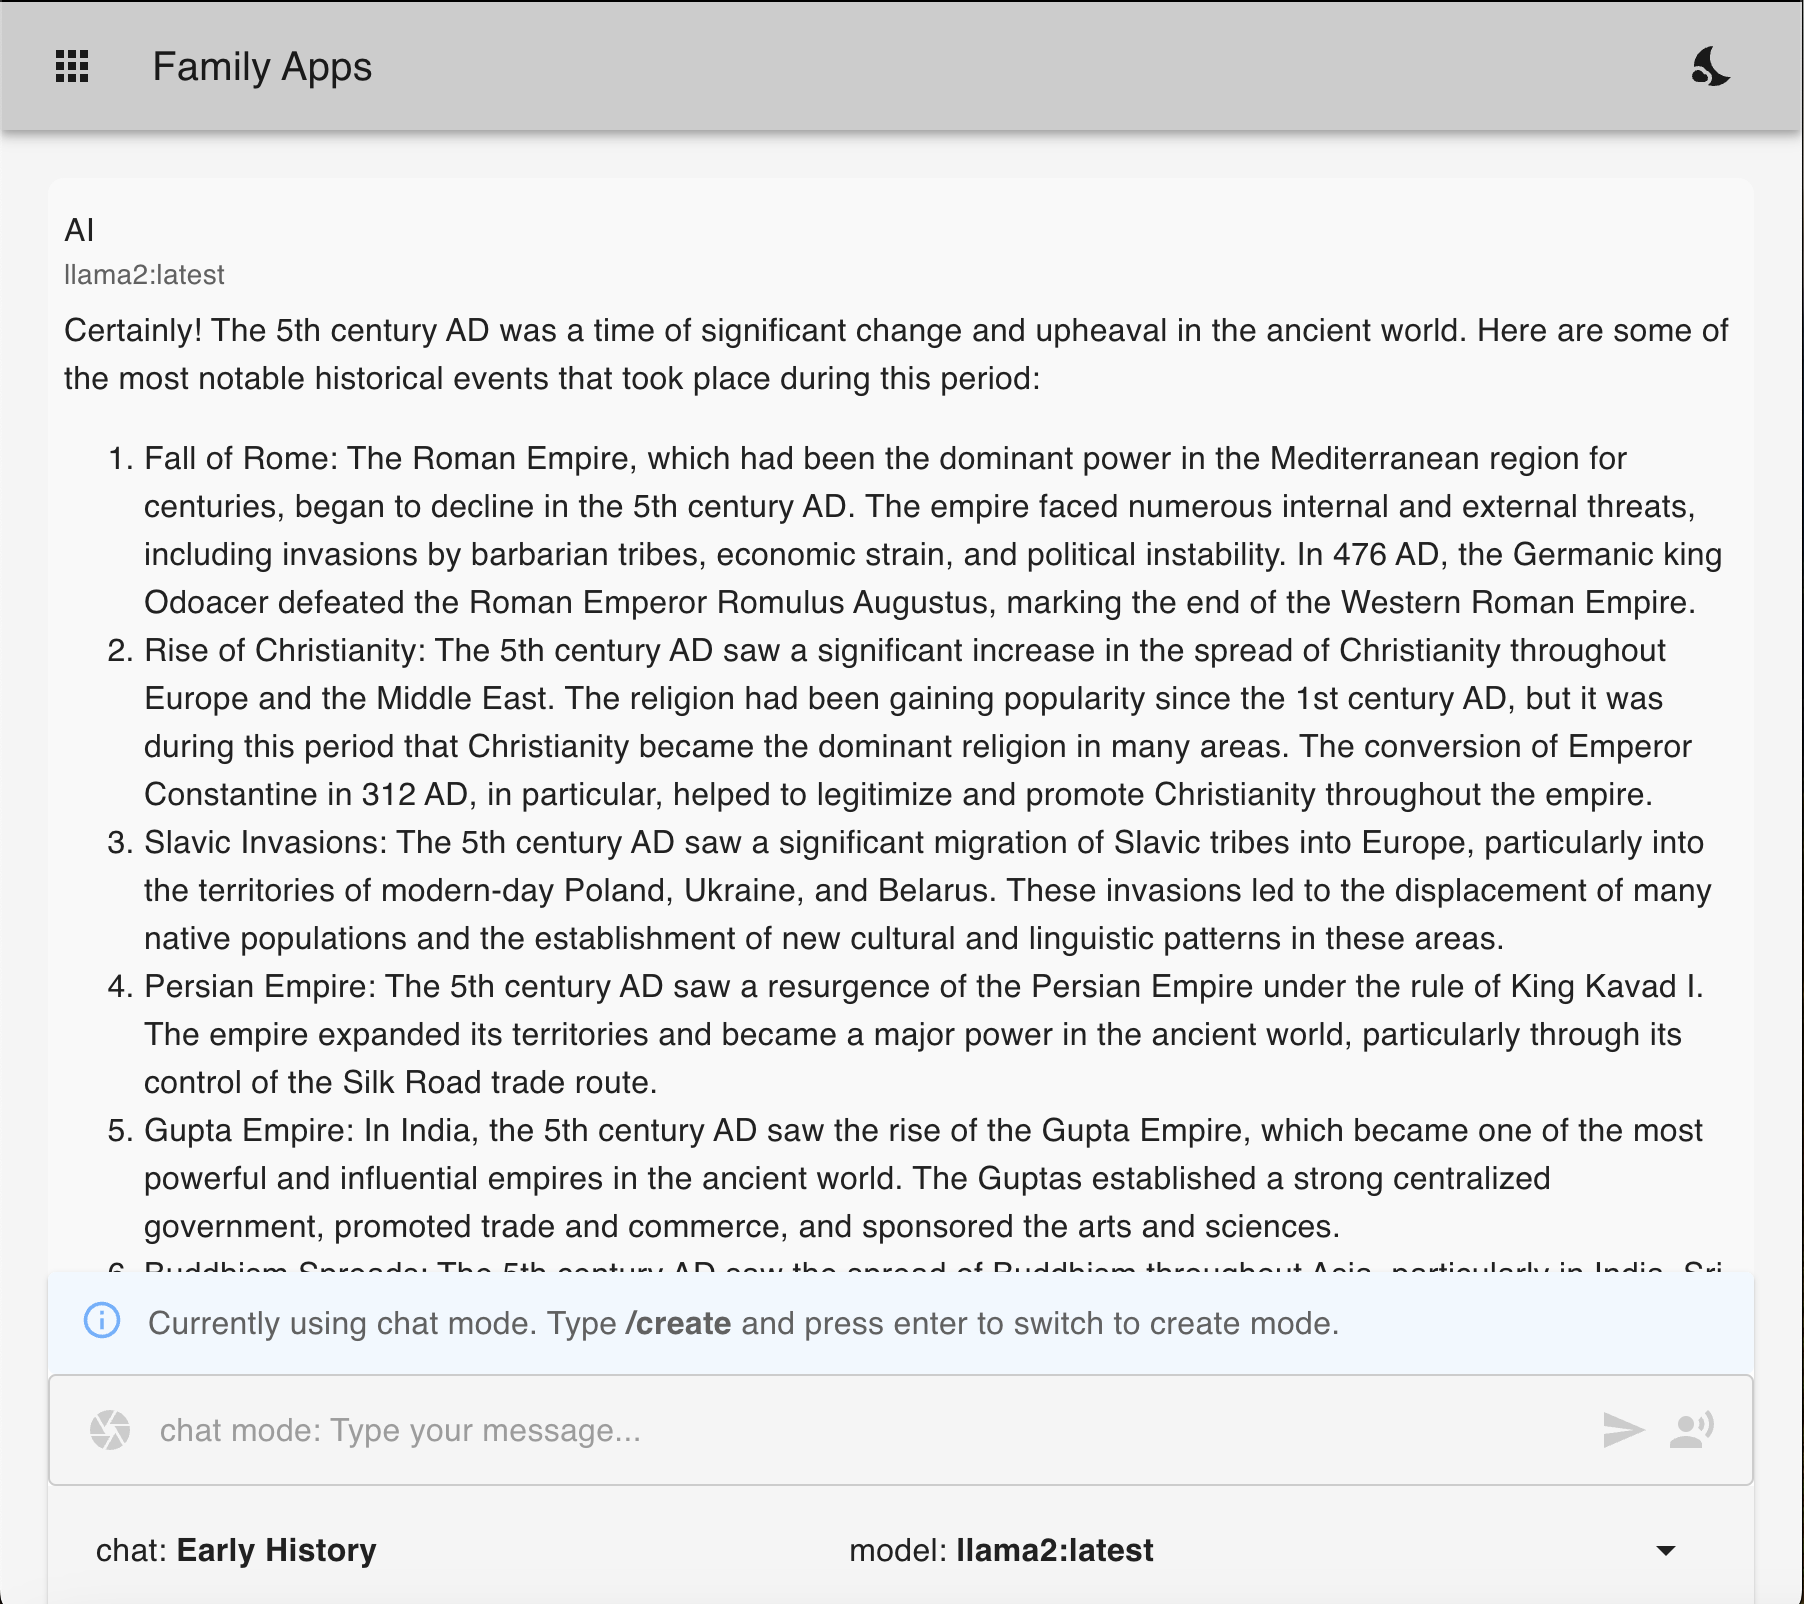 Family Apps
AI
llama2:latest
Certainly! The 5th century AD was a time of significant change and upheaval in the ancient world. Here are some of
the most notable historical events that took place during this period:
1. Fall of Rome: The Roman Empire, which had been the dominant power in the Mediterranean region for
centuries, began to decline in the 5th century AD. The empire faced numerous internal and external threats,
including invasions by barbarian tribes, economic strain, and political instability. In 476 AD, the Germanic king
Odoacer defeated the Roman Emperor Romulus Augustus, marking the end of the Western Roman Empire.
2. Rise of Christianity: The 5th century AD saw a significant increase in the spread of Christianity throughout
Europe and the Middle East. The religion had been gaining popularity since the 1st century AD, but it was
during this period that Christianity became the dominant religion in many areas. The conversion of Emperor
Constantine in 312 AD, in particular, helped to legitimize and promote Christianity throughout the empire.
3. Slavic Invasions: The 5th century AD saw a significant migration of Slavic tribes into Europe, particularly into
the territories of modern-day Poland, Ukraine, and Belarus. These invasions led to the displacement of many
native populations and the establishment of new cultural and linguistic patterns in these areas.
4. Persian Empire: The 5th century AD saw a resurgence of the Persian Empire under the rule of King Kavad I.
The empire expanded its territories and became a major power in the ancient world, particularly through its
control of the Silk Road trade route.
5. Gupta Empire: In India, the 5th century AD saw the rise of the Gupta Empire, which became one of the most
powerful and influential empires in the ancient world. The Guptas established a strong centralized
government, promoted trade and commerce, and sponsored the arts and sciences.
6. Buddhism Spreads: The 5th century AD saw the spread of Buddhism throughout Asia, particularly in India, Sri
Currently using chat mode. Type /create and press enter to switch to create mode.
chat mode: Type your message...
chat: Early History
model: llama2:latest